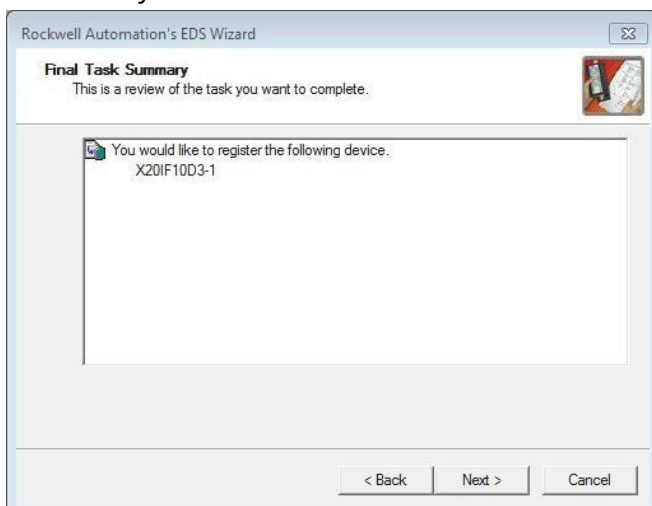 Rockwell Automation's EDS Wizard
Final Task Summary
This is a review of the task you want to complete.
You would like to register the following device.
X20IF10D3-1
< Back
Next >
Cancel